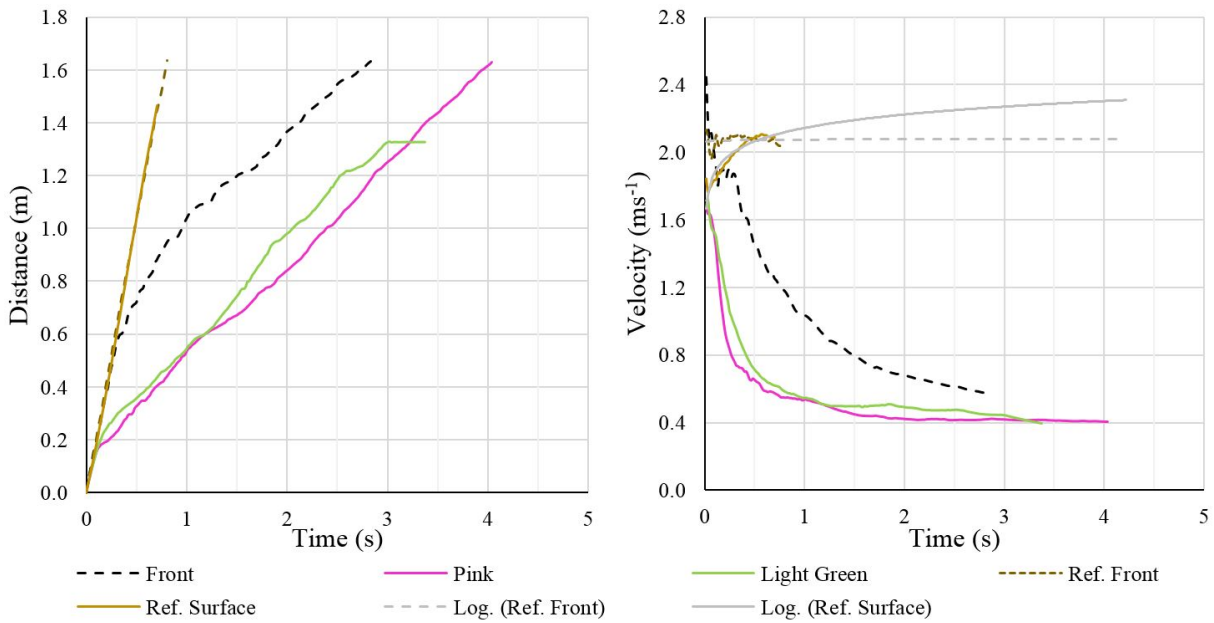 Distance (m)
1.8
1.6
1.4
1.2
1.0
0.8
0.6
0.4
0.2
0.0
0 1 2 3 4 5
Time (s)
Velocity (ms⁻¹)
2.8
2.4
2.0
1.6
1.2
0.8
0.4
0.0
0 1 2 3 4 5
Time (s)
Front Pink Light Green Ref. Front
Ref. Surface Log. (Ref. Front) Log. (Ref. Surface)